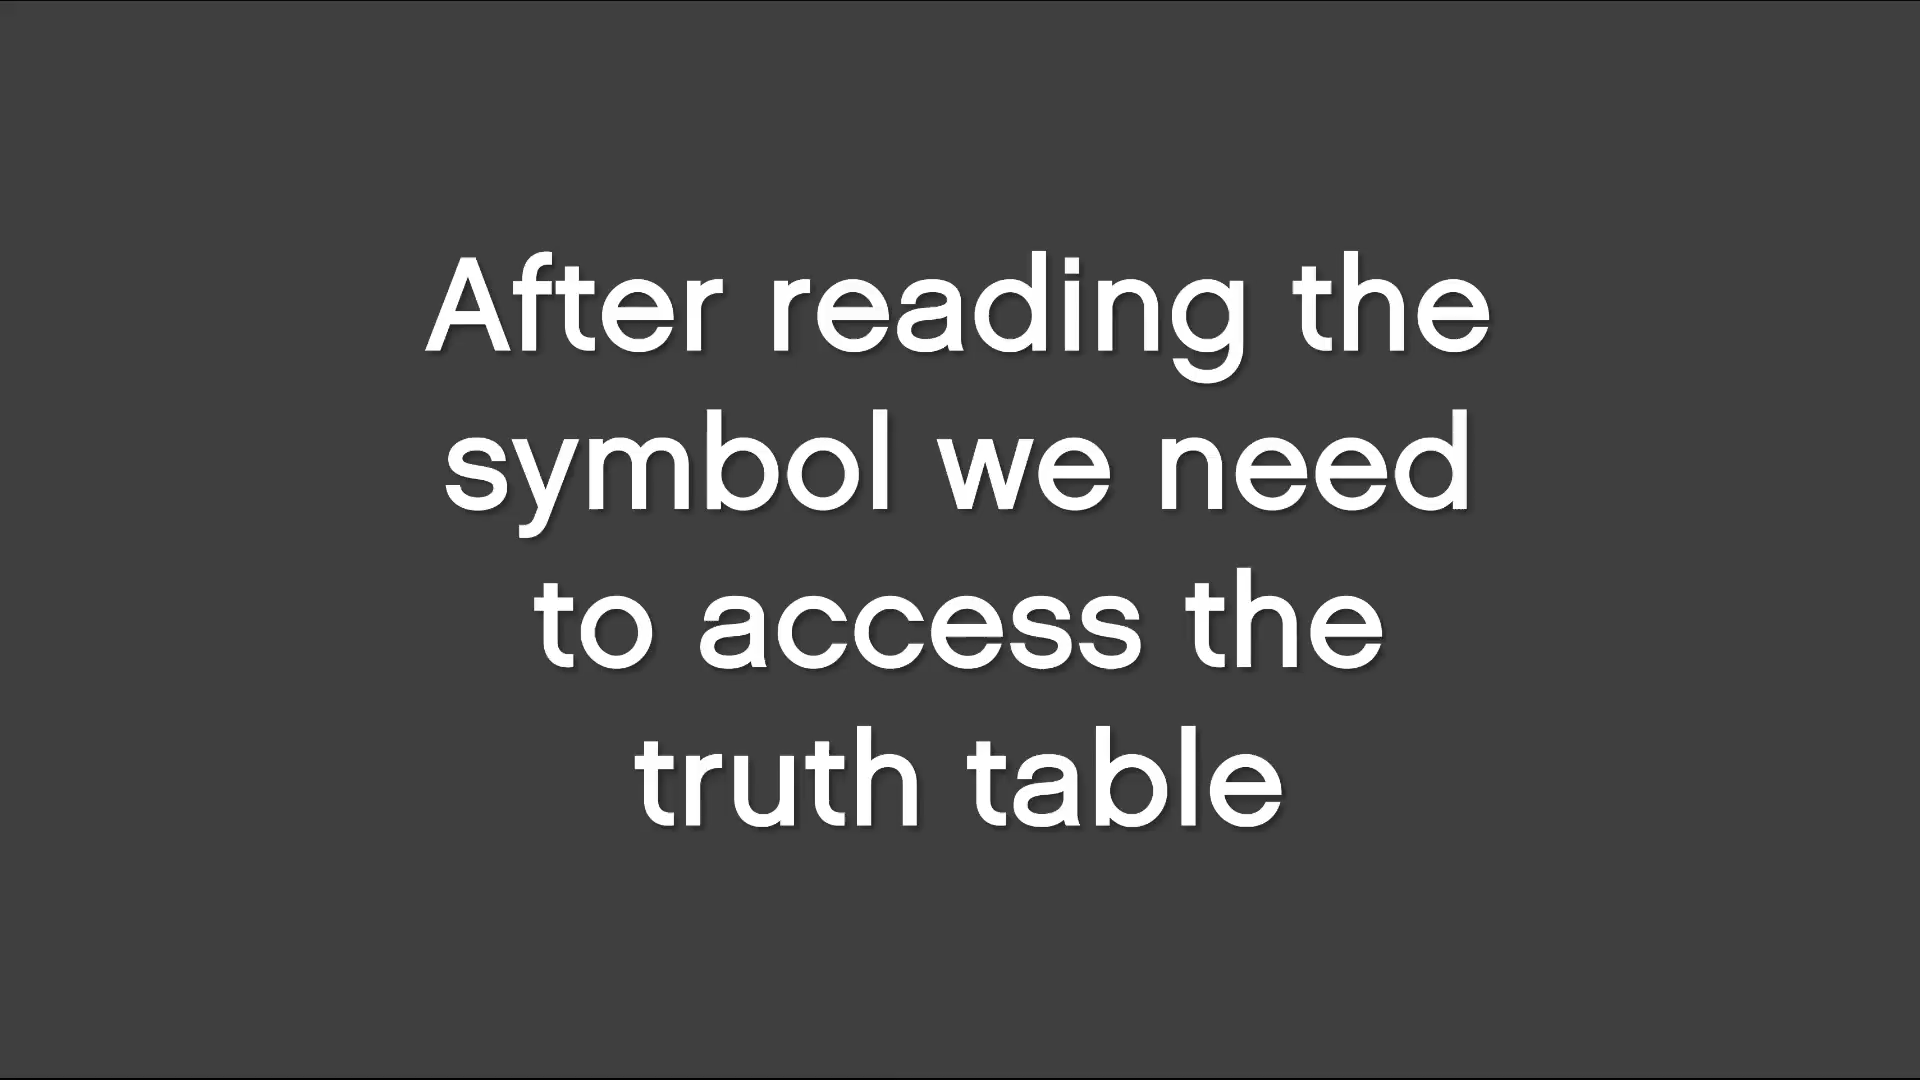 After reading the
symbol we need
to access the
truth table